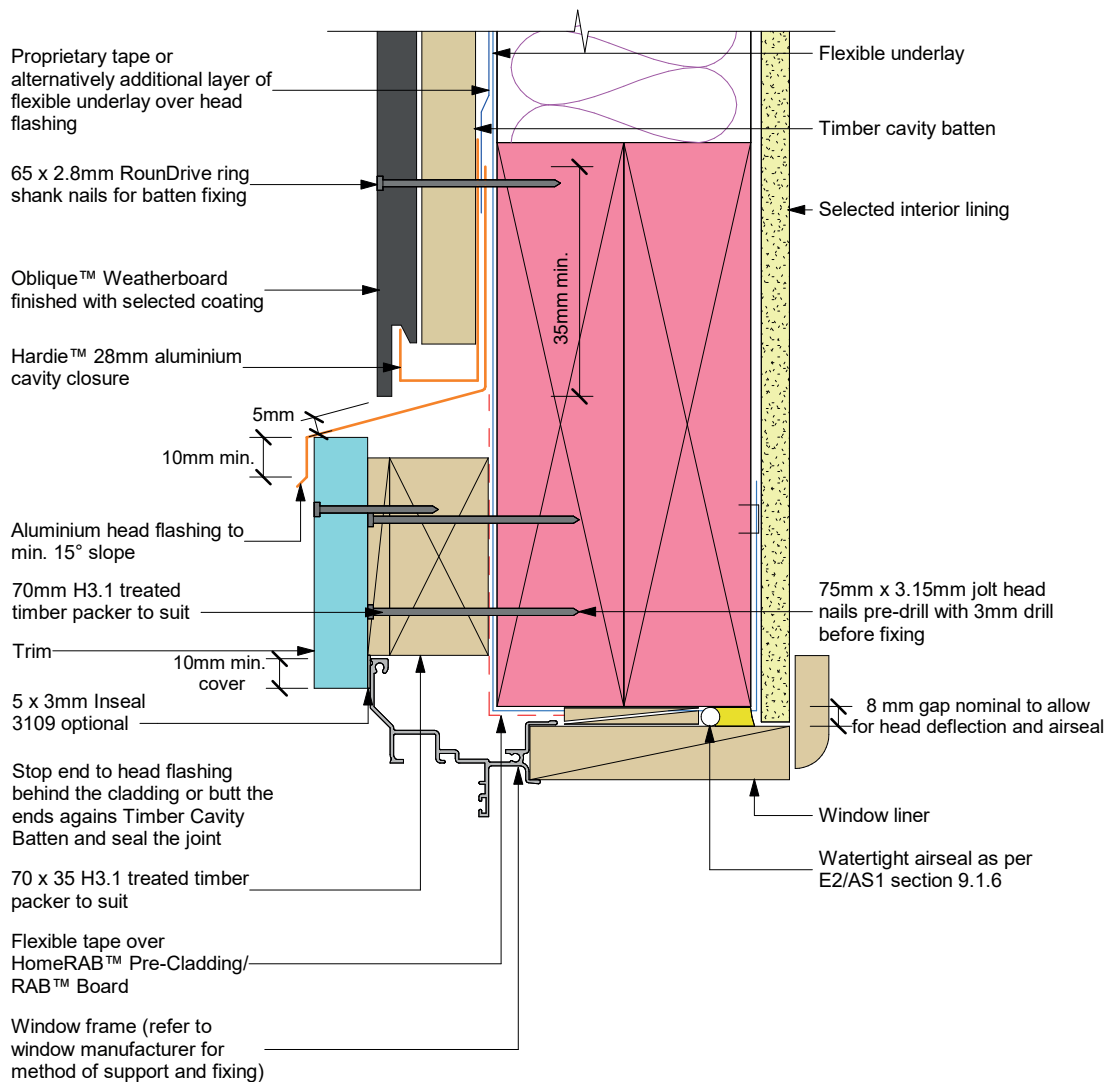 Proprietary tape or
alternatively additional layer of
flexible underlay over head
flashing
65 x 2.8mm RounDrive ring
shank nails for batten fixing
Oblique™ Weatherboard
finished with selected coating
Hardie™ 28mm aluminium
cavity closure
5mm
10mm min.
Aluminium head flashing to
min. 15° slope
70mm H3.1 treated
timber packer to suit
Trim
10mm min.
cover
5 x 3mm Inseal
3109 optional
Stop end to head flashing
behind the cladding or butt the
ends agains Timber Cavity
Batten and seal the joint
70 x 35 H3.1 treated timber
packer to suit
Flexible tape over
HomeRAB™ Pre-Cladding/
RAB™ Board
Window frame (refer to
window manufacturer for
method of support and fixing)
35mm min.
Flexible underlay
Timber cavity batten
Selected interior lining
75mm x 3.15mm jolt head
nails pre-drill with 3mm drill
before fixing
8 mm gap nominal to allow
for head deflection and airseal
Window liner
Watertight airseal as per
E2/AS1 section 9.1.6